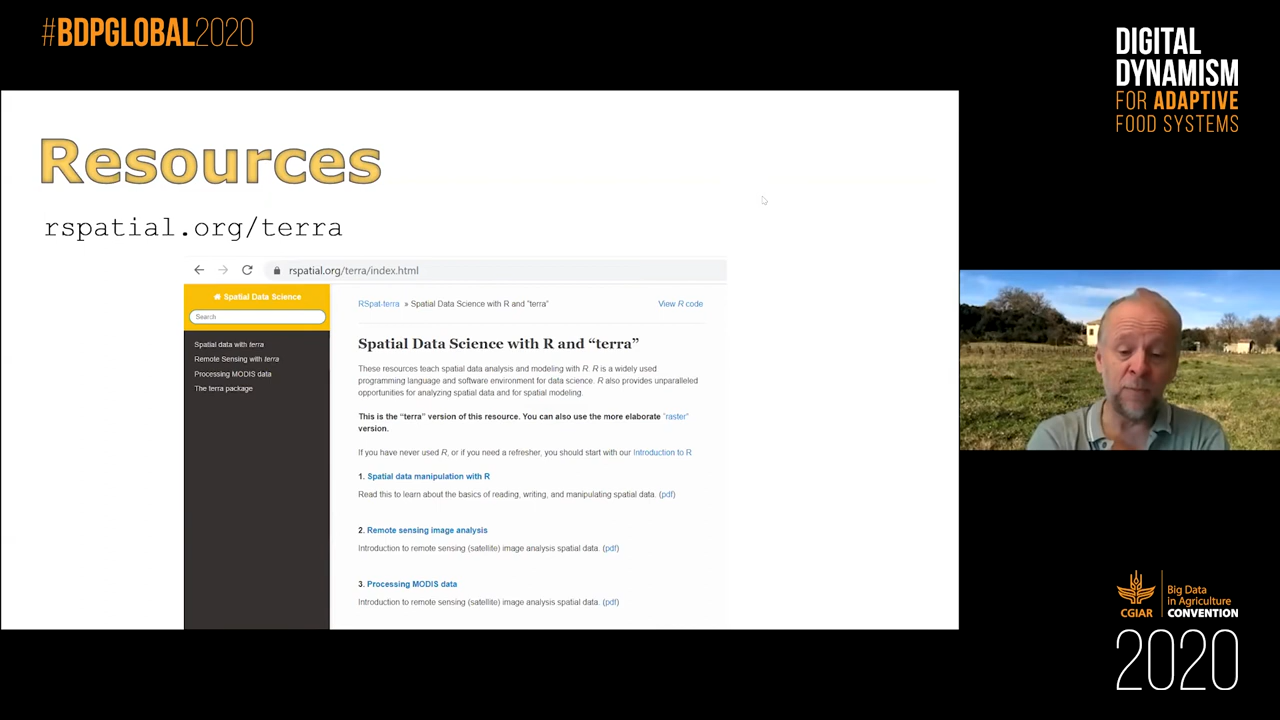 #BDPGLOBAL2020
DIGITAL
DYNAMISM
FOR ADAPTIVE
FOOD SYSTEMS
Resources
rspatial.org/terra
rspatial.org/terra/index.html
Spatial Data Science
Search
Spatial data with terra
Remote Sensing with terra
Processing MODIS data
The terra package
RSpat-terra » Spatial Data Science with R and "terra"
View R code
Spatial Data Science with R and “terra”
These resources teach spatial data analysis and modeling with R. R is a widely used
programming language and software environment for data science. R also provides unparalleled
opportunities for analyzing spatial data and for spatial modeling.
This is the “terra” version of this resource. You can also use the more elaborate “raster”
version.
If you have never used R, or if you need a refresher, you should start with our Introduction to R
1. Spatial data manipulation with R
Read this to learn about the basics of reading, writing, and manipulating spatial data. (pdf)
2. Remote sensing image analysis
Introduction to remote sensing (satellite) image analysis spatial data. (pdf)
3. Processing MODIS data
Introduction to remote sensing (satellite) image analysis spatial data. (pdf)
CGIAR
Big Data
in Agriculture
CONVENTION
2020